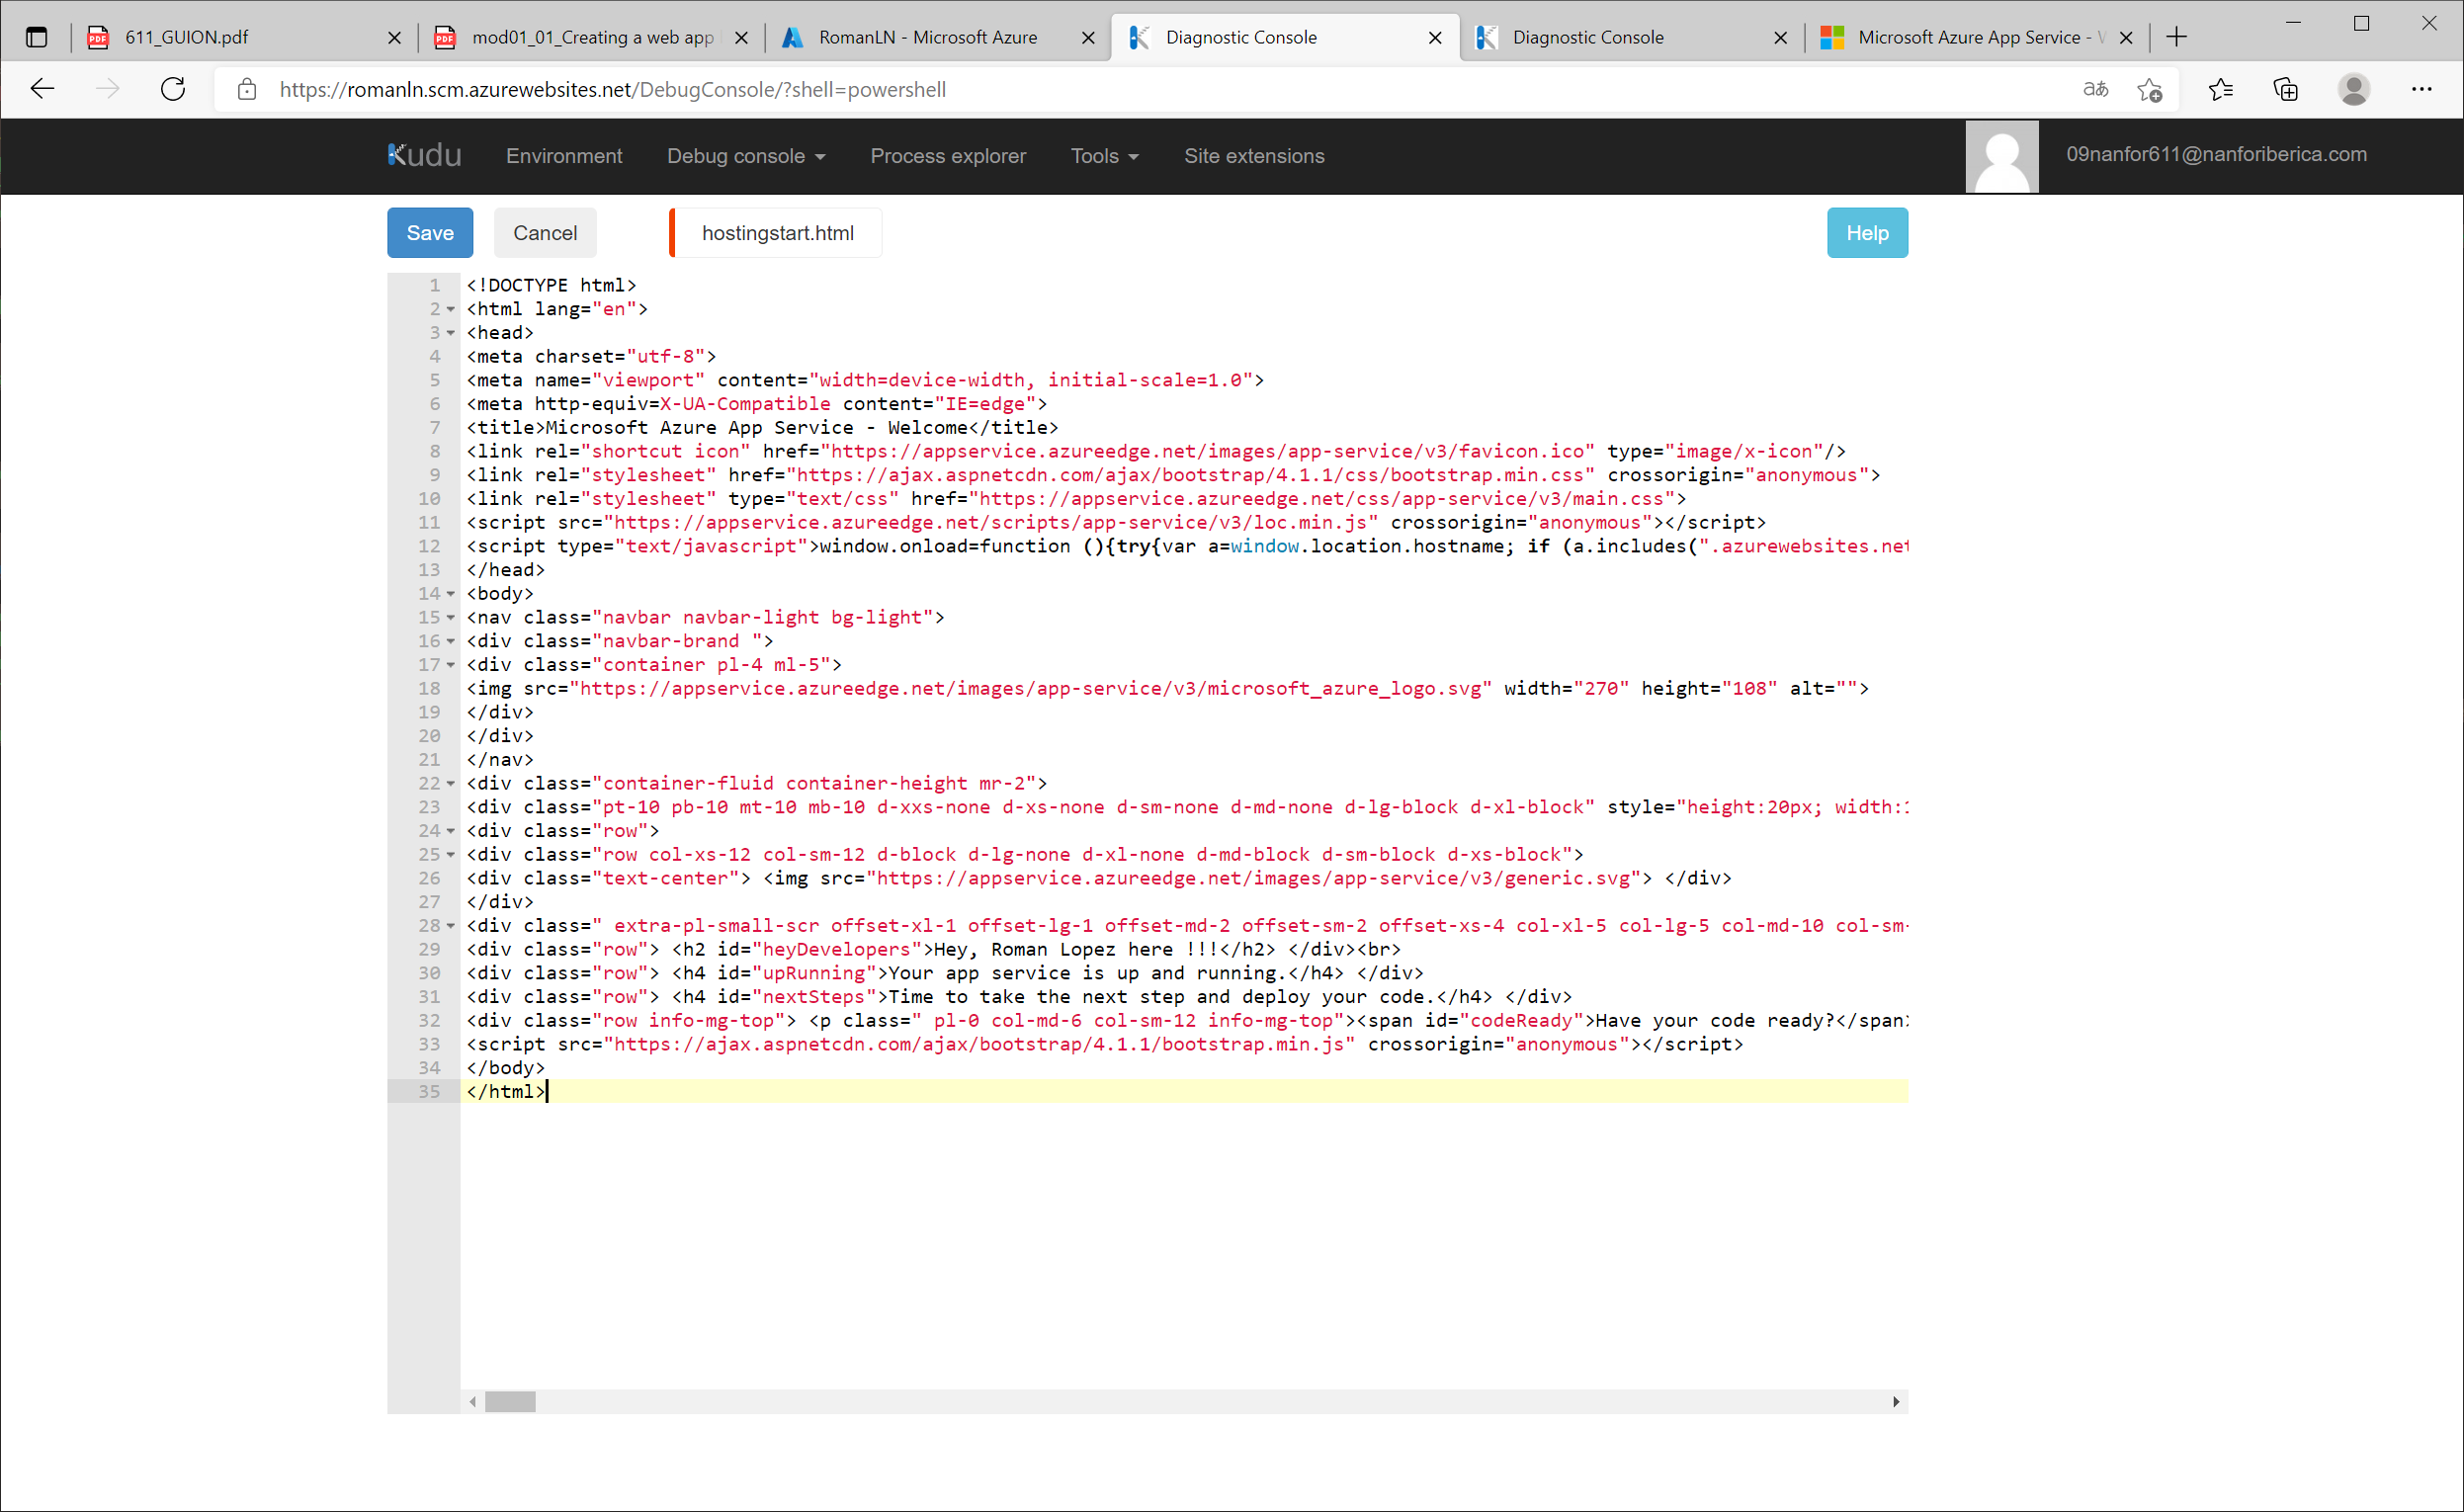 611_GUION.pdf
mod01_01_Creating a web app
RomanLN - Microsoft Azure
Diagnostic Console
Diagnostic Console
Microsoft Azure App Service -
https://romanln.scm.azurewebsites.net/DebugConsole/?shell=powershell
aあ
Kudu Environment Debug console Process explorer Tools Site extensions 09nanfor611@nanforiberica.com
Save Cancel hostingstart.html Help
1 <!DOCTYPE html>
2 <html lang="en">
3 <head>
4 <meta charset="utf-8">
5 <meta name="viewport" content="width=device-width, initial-scale=1.0">
6 <meta http-equiv=X-UA-Compatible content="IE=edge">
7 <title>Microsoft Azure App Service - Welcome</title>
8 <link rel="shortcut icon" href="https://appservice.azureedge.net/images/app-service/v3/favicon.ico" type="image/x-icon"/>
9 <link rel="stylesheet" href="https://ajax.aspnetcdn.com/ajax/bootstrap/4.1.1/css/bootstrap.min.css" crossorigin="anonymous">
10 <link rel="stylesheet" type="text/css" href="https://appservice.azureedge.net/css/app-service/v3/main.css">
11 <script src="https://appservice.azureedge.net/scripts/app-service/v3/loc.min.js" crossorigin="anonymous"></script>
12 <script type="text/javascript">window.onload=function (){try{var a=window.location.hostname; if (a.includes(".azurewebsites.net
13 </head>
14 <body>
15 <nav class="navbar navbar-light bg-light">
16 <div class="navbar-brand ">
17 <div class="container pl-4 ml-5">
18 <img src="https://appservice.azureedge.net/images/app-service/v3/microsoft_azure_logo.svg" width="270" height="108" alt="">
19 </div>
20 </div>
21 </nav>
22 <div class="container-fluid container-height mr-2">
23 <div class="pt-10 pb-10 mt-10 mb-10 d-xxs-none d-xs-none d-sm-none d-md-none d-lg-block d-xl-block" style="height:20px; width:
24 <div class="row">
25 <div class="row col-xs-12 col-sm-12 d-block d-lg-none d-xl-none d-md-block d-sm-block d-xs-block">
26 <div class="text-center"> <img src="https://appservice.azureedge.net/images/app-service/v3/generic.svg"> </div>
27 </div>
28 <div class=" extra-pl-small-scr offset-xl-1 offset-lg-1 offset-md-2 offset-sm-2 offset-xs-4 col-xl-5 col-lg-5 col-md-10 col-sm-
29 <div class="row"> <h2 id="heyDevelopers">Hey, Roman Lopez here !!!</h2> </div><br>
30 <div class="row"> <h4 id="upRunning">Your app service is up and running.</h4> </div>
31 <div class="row"> <h4 id="nextSteps">Time to take the next step and deploy your code.</h4> </div>
32 <div class="row info-mg-top"> <p class=" pl-0 col-md-6 col-sm-12 info-mg-top"><span id="codeReady">Have your code ready?</span>
33 <script src="https://ajax.aspnetcdn.com/ajax/bootstrap/4.1.1/bootstrap.min.js" crossorigin="anonymous"></script>
34 </body>
35 </html>